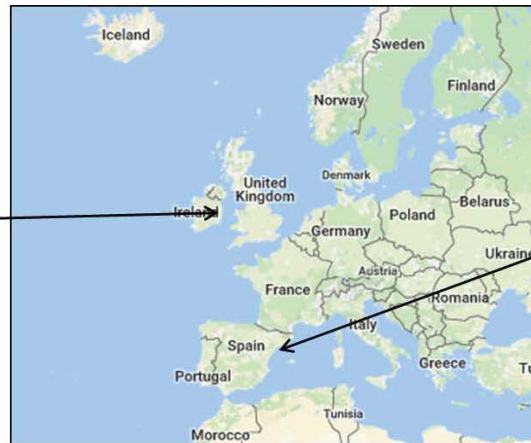 Iceland
Sweden
Finland
Norway
Denmark
United
Kingdom
Ireland
Belarus
Poland
Germany
Ukraine
Austria
France
Romania
Italy
Spain
Portugal
Greece
Tu
Tunisia
Morocco